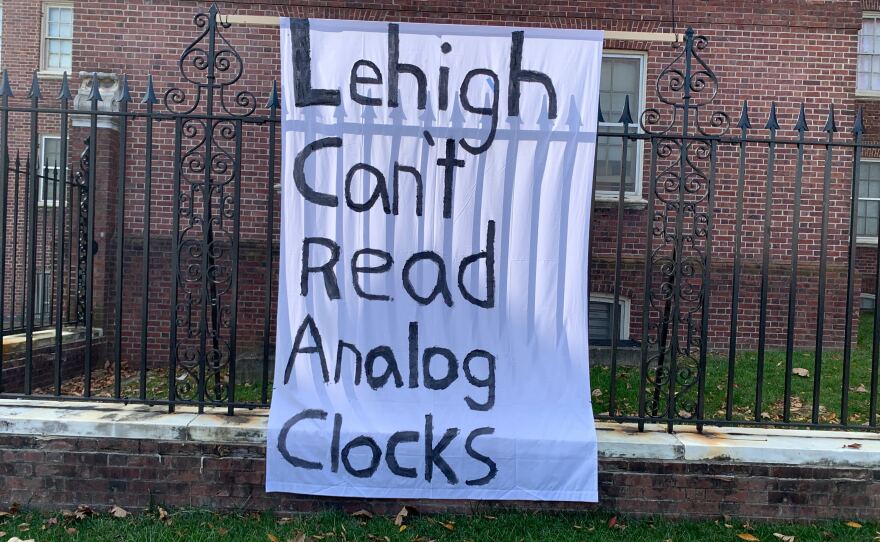 Lehigh
Can't
Read
Analog
Clocks